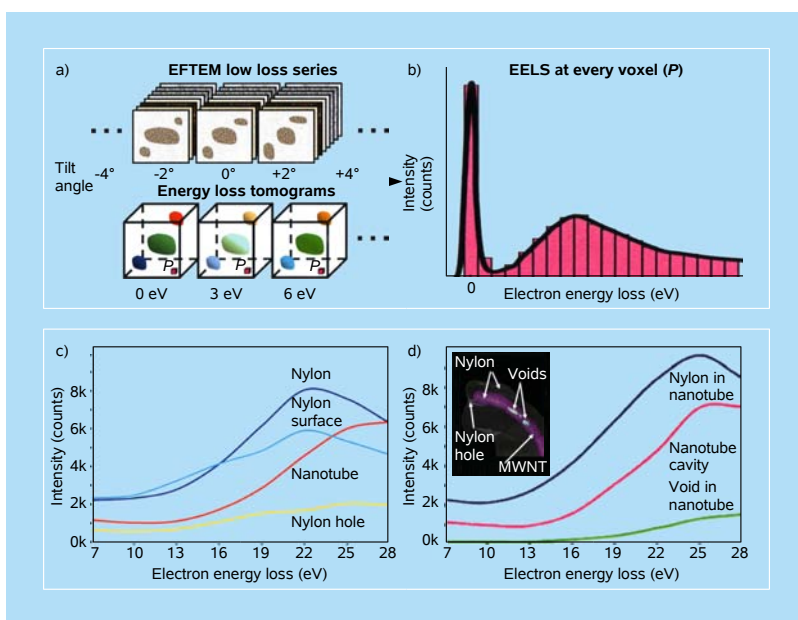 a)
EFTEM low loss series
Tilt
angle
-4°
-2°
0°
+2°
+4°
Energy loss tomograms
P
P
P
0 eV
3 eV
6 eV
b)
EELS at every voxel (P)
Intensity
(counts)
0
Electron energy loss (eV)
c)
Intensity (counts)
8k
6k
4k
2k
0k
Nylon
Nylon
surface
Nanotube
Nylon hole
7 10 13 16 19 22 25 28
Electron energy loss (eV)
d)
Intensity (counts)
8k
6k
4k
2k
0k
Nylon
Voids
Nylon
hole
MWNT
Nylon in
nanotube
Nanotube
cavity
Void in
nanotube
7 10 13 16 19 22 25 28
Electron energy loss (eV)